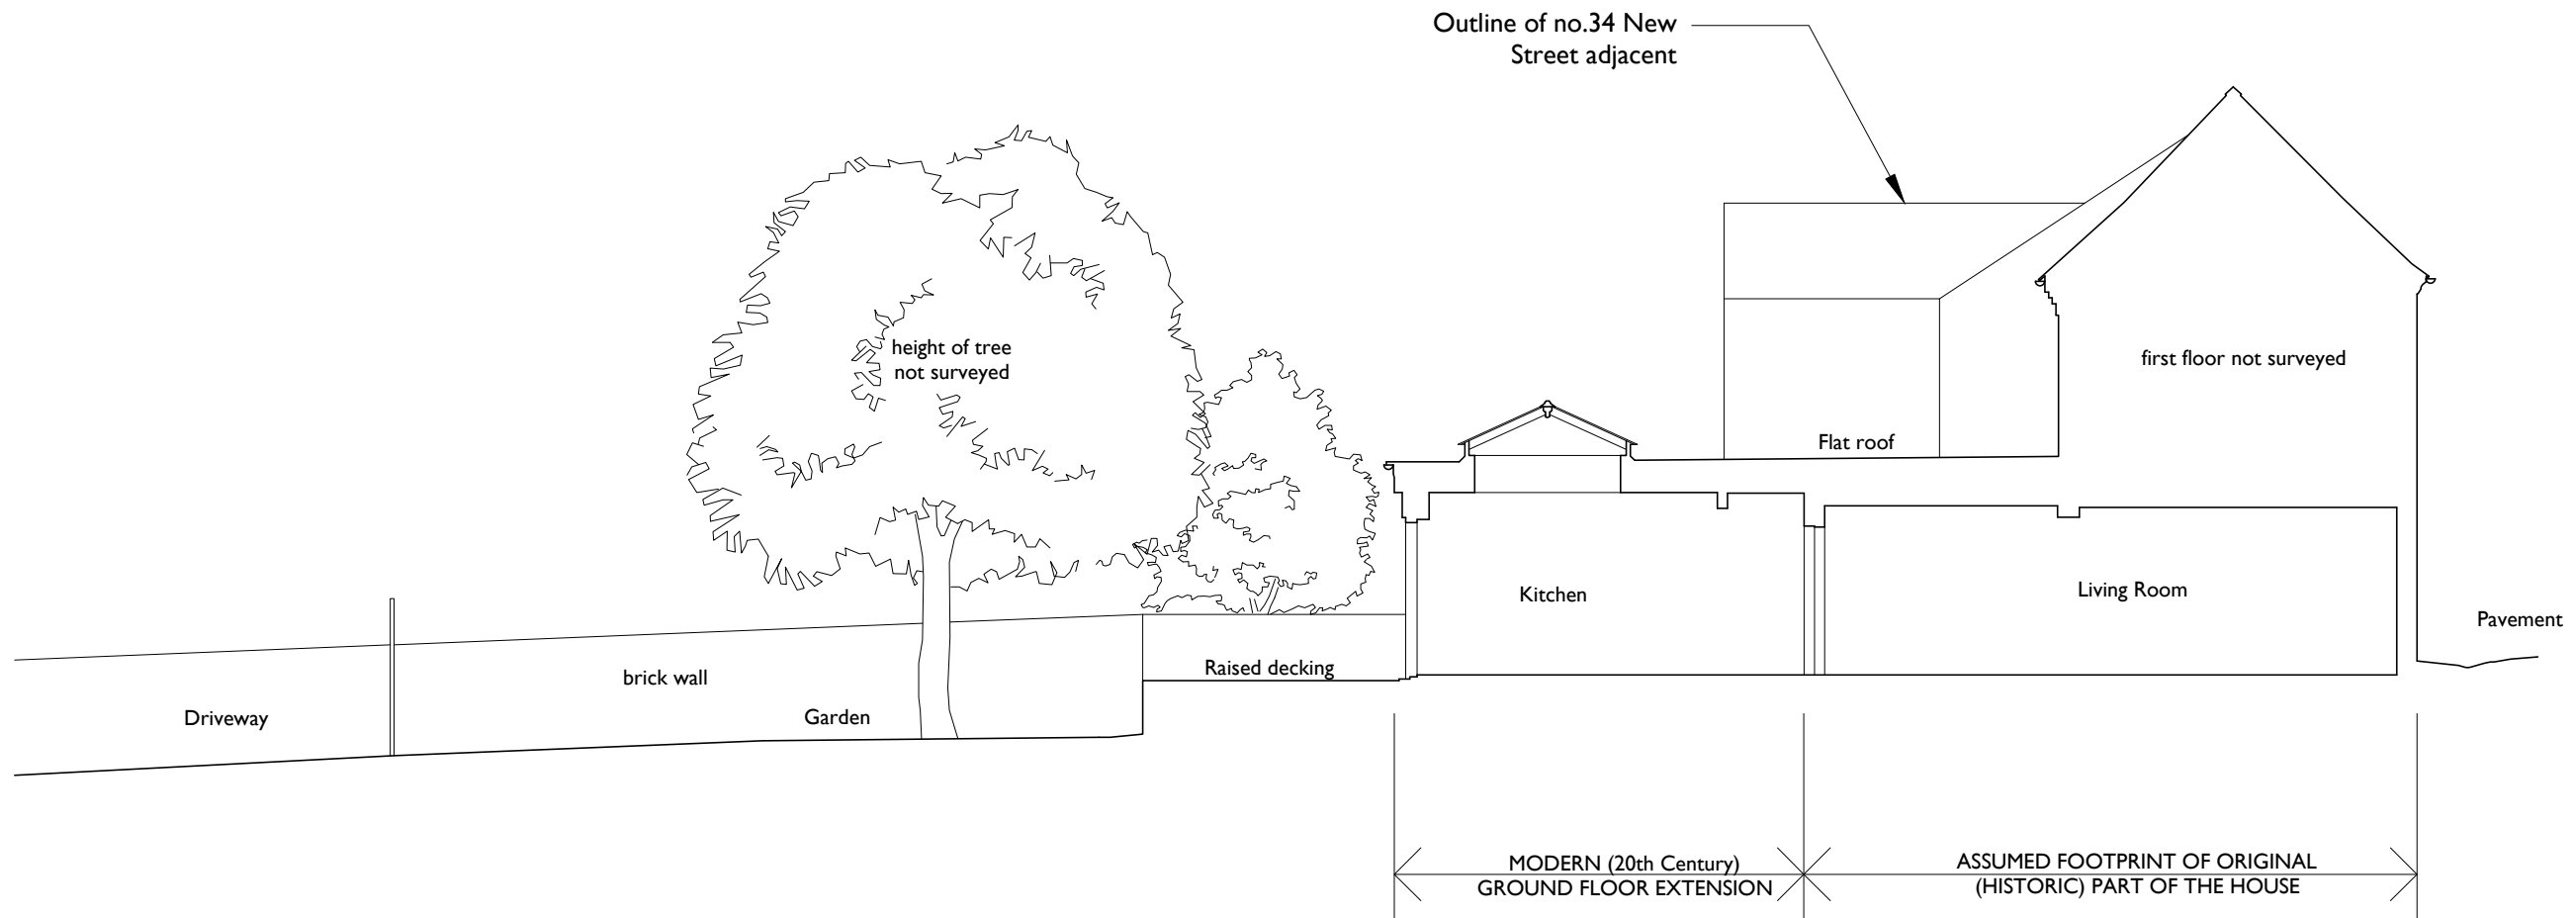 Outline of no.34 New
Street adjacent
height of tree
not surveyed
first floor not surveyed
Flat roof
Kitchen
Living Room
Pavement
Raised decking
brick wall
Driveway
Garden
MODERN (20th Century)
GROUND FLOOR EXTENSION
ASSUMED FOOTPRINT OF ORIGINAL
(HISTORIC) PART OF THE HOUSE